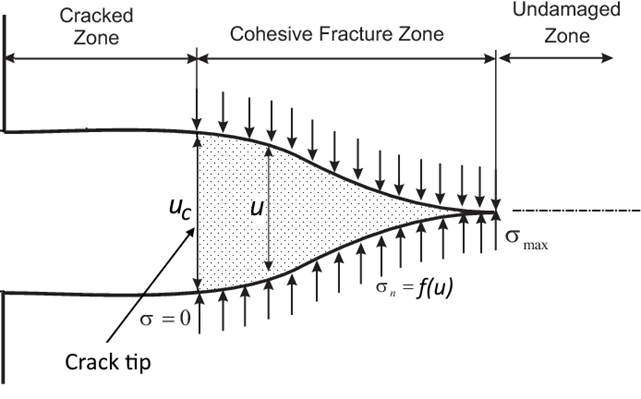 Cracked
Zone
Cohesive Fracture Zone
Undamaged
Zone
u_c
u
σ_max
σ_n = f(u)
σ = 0
Crack tip